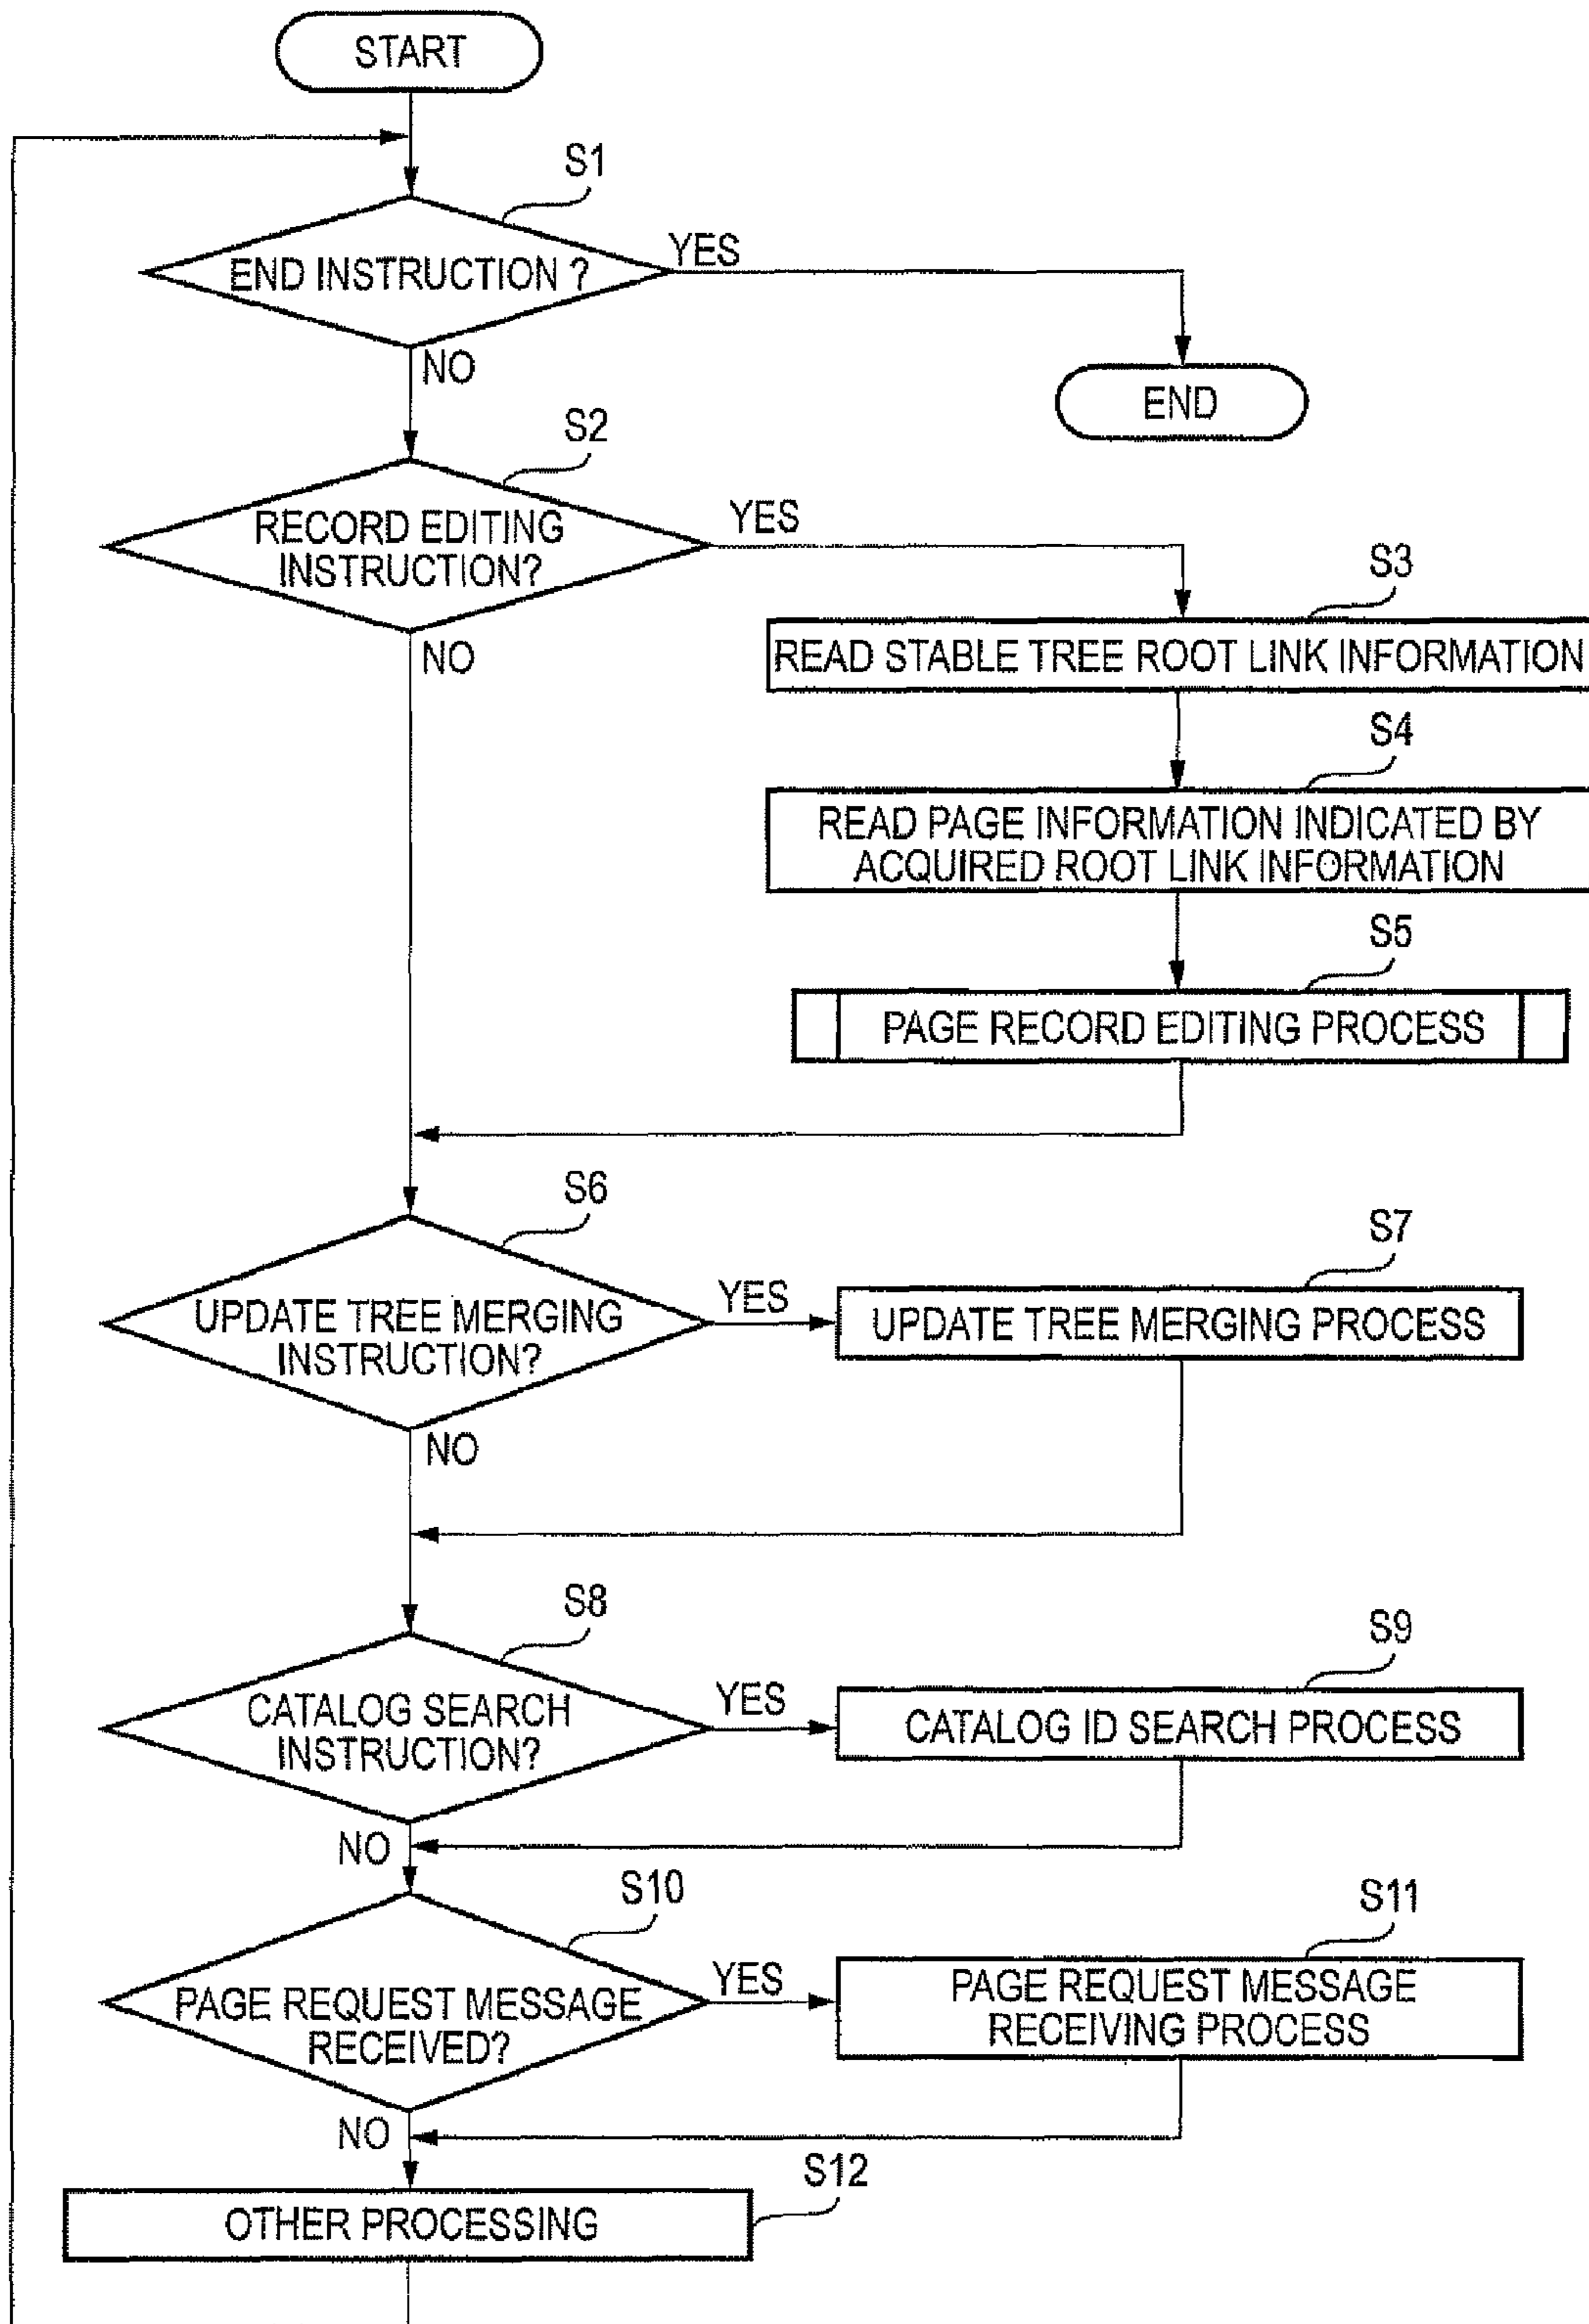 START
S1
END INSTRUCTION ?
YES
NO
END
S2
RECORD EDITING
INSTRUCTION?
YES
NO
S3
READ STABLE TREE ROOT LINK INFORMATION
S4
READ PAGE INFORMATION INDICATED BY
ACQUIRED ROOT LINK INFORMATION
S5
PAGE RECORD EDITING PROCESS
S6
UPDATE TREE MERGING
INSTRUCTION?
YES
NO
S7
UPDATE TREE MERGING PROCESS
S8
CATALOG SEARCH
INSTRUCTION?
YES
NO
S9
CATALOG ID SEARCH PROCESS
S10
PAGE REQUEST MESSAGE
RECEIVED?
YES
NO
S11
PAGE REQUEST MESSAGE
RECEIVING PROCESS
S12
OTHER PROCESSING